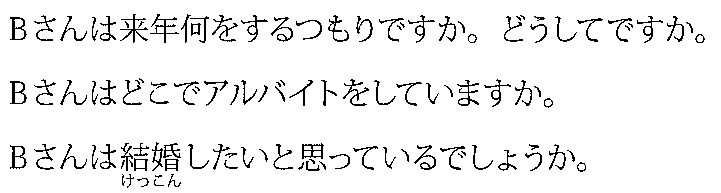 Bさんは来年何をするつもりですか。どうしてですか。
Bさんはどこでアルバイトをしていますか。
Bさんは結婚したいと思っているでしょうか。
けっこん